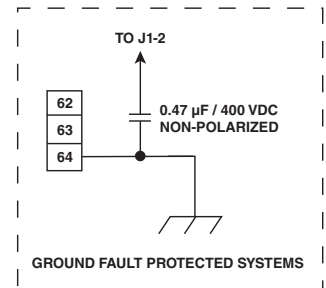 TO J1-2
62
63
64
0.47 µF / 400 VDC
NON-POLARIZED
GROUND FAULT PROTECTED SYSTEMS